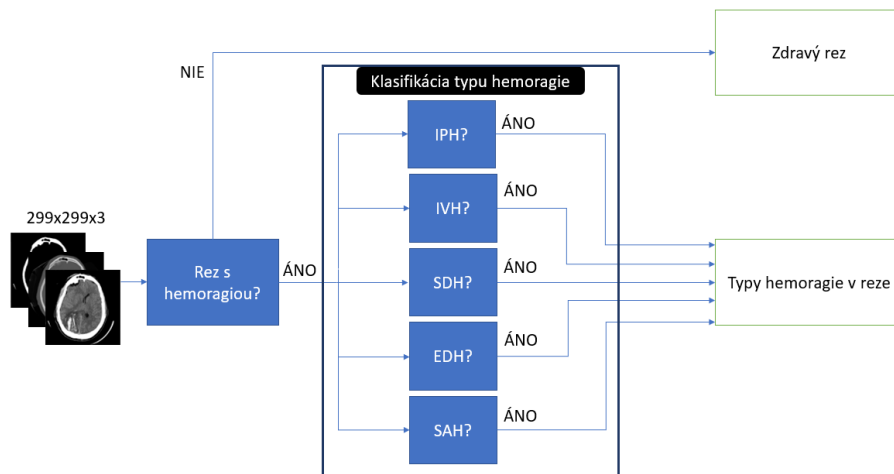 Zdravý rez
NIE
Klasifikácia typu hemoragie
IPH?
ÁNO
IVH?
ÁNO
299x299x3
Rez s
hemoragiou?
ÁNO
SDH?
ÁNO
Typy hemoragie v reze
EDH?
ÁNO
SAH?
ÁNO